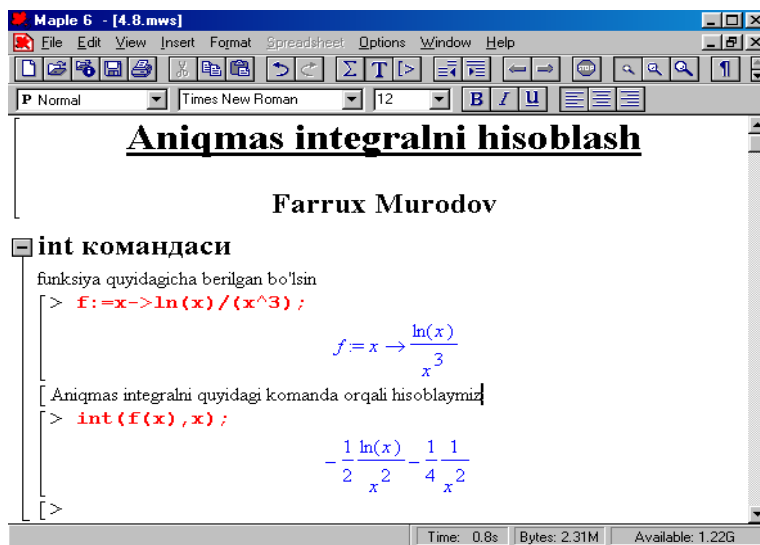 Maple 6 - [4.8.mws]
File Edit View Insert Format Spreadsheet Options Window Help
STOP
P Normal Times New Roman 12 B I U
Aniqmas integralni hisoblash
Farrux Murodov
int командаси
funksiya quyidagicha berilgan bo'lsin
> f:=x->ln(x)/(x^3);
f := x → ln(x)/x^3
Aniqmas integralni quyidagi komanda orqali hisoblaymiz
> int(f(x),x);
- 1/2 ln(x)/x^2 - 1/4 1/x^2
>
Time: 0.8s Bytes: 2.31M Available: 1.22G